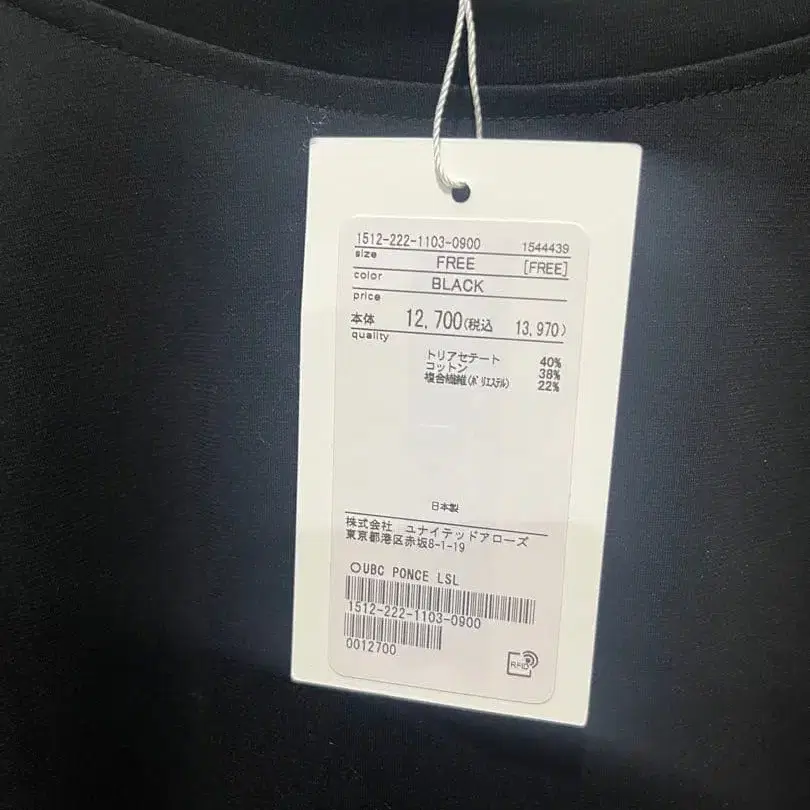 1512-222-1103-0900 1544439
size FREE [FREE]
color BLACK
price
本体 12,700(税込 13,970)
quality
トリアセテート 40%
コットン 38%
複合繊維(ポリエステル) 22%
日本製
株式会社 ユナイテッドアローズ
東京都港区赤坂8-1-19
○UBC PONCE LSL
1512-222-1103-0900
0012700
RFID